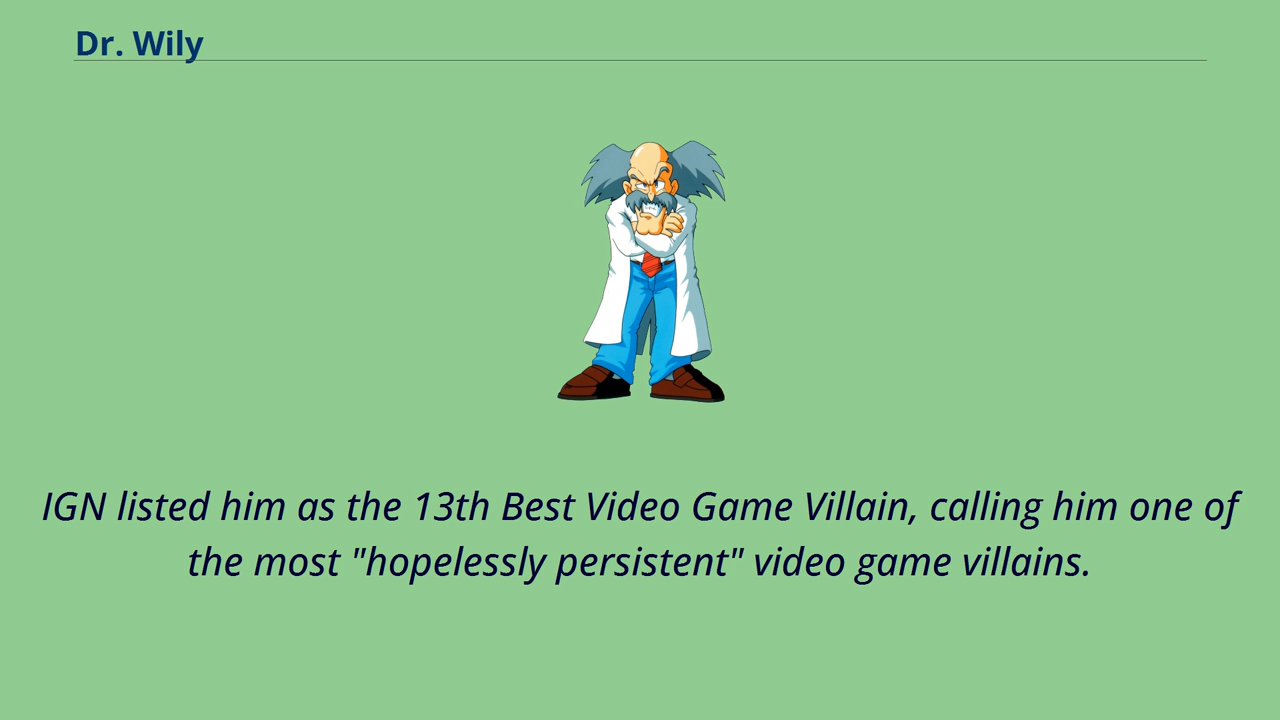 Dr. Wily
IGN listed him as the 13th Best Video Game Villain, calling him one of
the most "hopelessly persistent" video game villains.